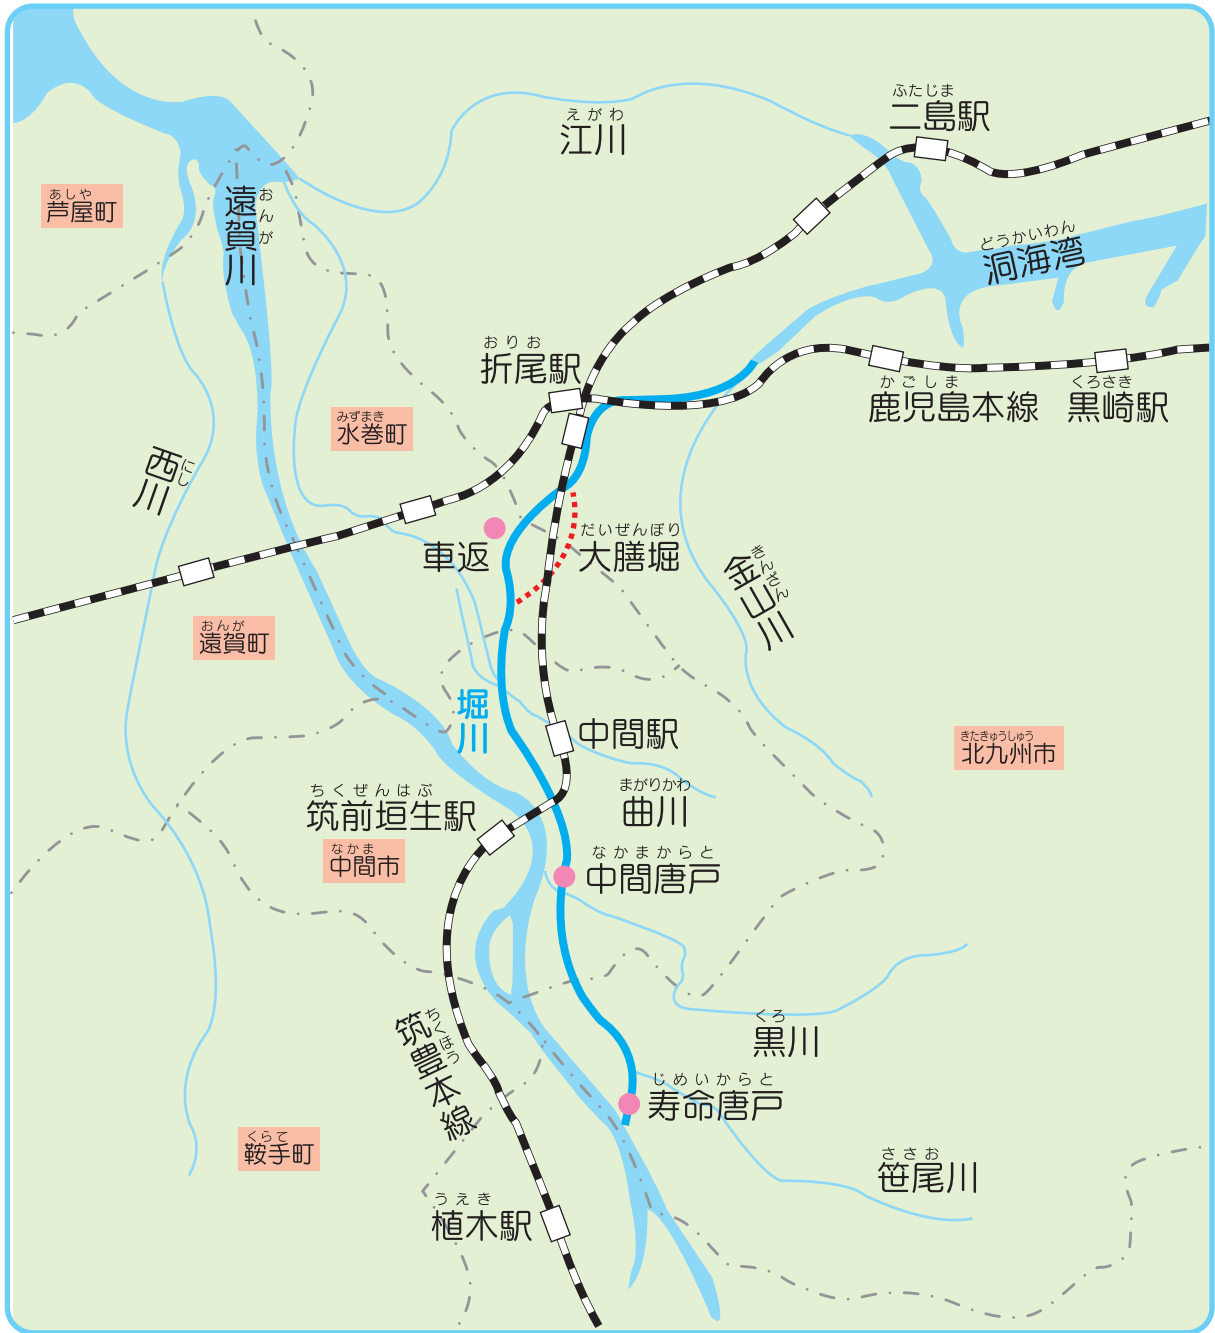 ふたじま
二島駅
えがわ
江川
あしや
芦屋町
おんが
遠賀川
どうかいわん
洞海湾
おりお
折尾駅
かごしま
鹿児島本線
くろさき
黒崎駅
みずまき
水巻町
にし
西川
車返
だいぜんぼり
大膳堀
きんざん
金山川
おんが
遠賀町
堀川
中間駅
きたきゅうしゅう
北九州市
まがりかわ
曲川
ちくぜんはぶ
筑前垣生駅
なかま
中間市
なかまからと
中間唐戸
ちくほう
筑豊本線
くろ
黒川
じめいからと
寿命唐戸
くらて
鞍手町
ささお
笹尾川
うえき
植木駅